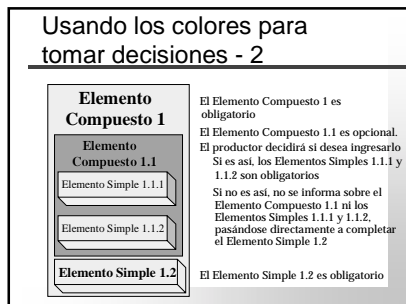 Usando los colores para
tomar decisiones - 2
Elemento
Compuesto 1
Elemento
Compuesto 1.1
Elemento Simple 1.1.1
Elemento Simple 1.1.2
Elemento Simple 1.2
El Elemento Compuesto 1 es
obligatorio
El Elemento Compuesto 1.1 es opcional.
El productor decidirá si desea ingresarlo
Si es así, los Elementos Simples 1.1.1 y
1.1.2 son obligatorios
Si no es así, no se informa sobre el
Elemento Compuesto 1.1 ni los
Elementos Simples 1.1.1 y 1.1.2,
pasándose directamente a completar
el Elemento Simple 1.2
El Elemento Simple 1.2 es obligatorio